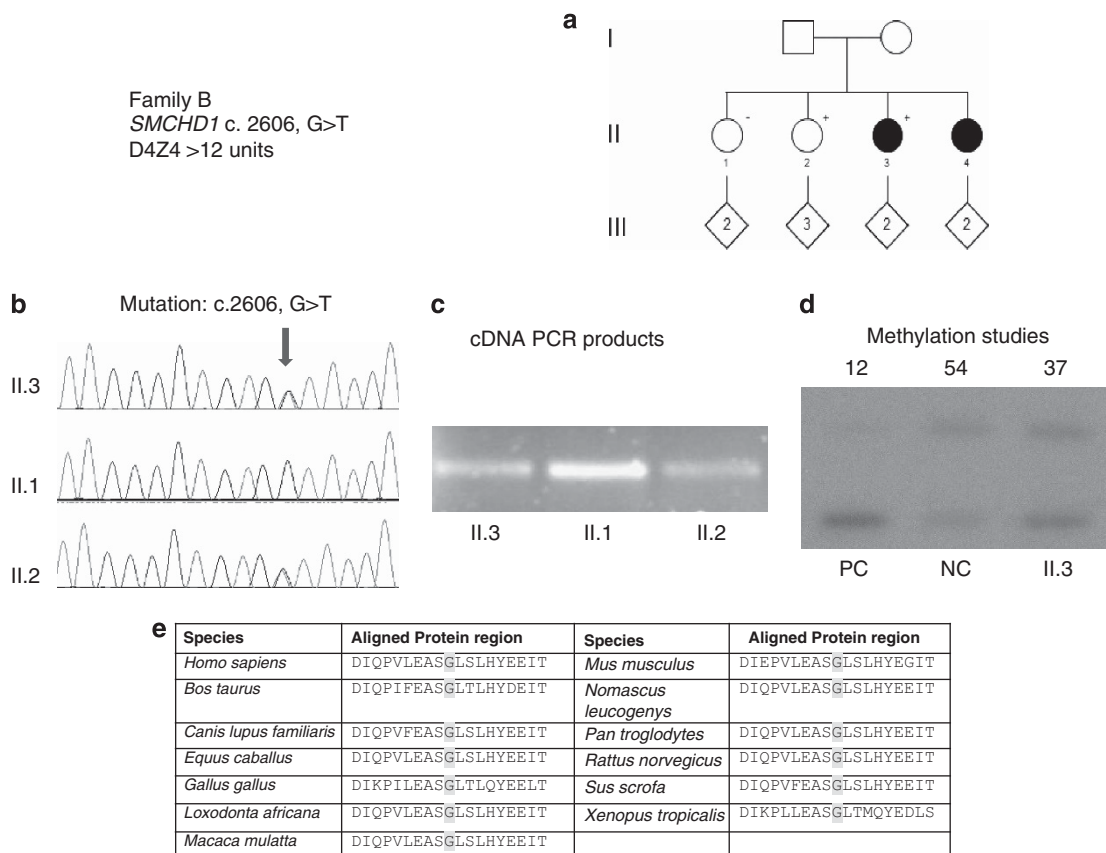 a
I
Family B
SMCHD1 c. 2606, G>T
D4Z4 >12 units
II
- + +
1 2 3 4
III
2 3 2 2
b
Mutation: c.2606, G>T
II.3
II.1
II.2
c
cDNA PCR products
II.3 II.1 II.2
d
Methylation studies
12 54 37
PC NC II.3
e
Species Aligned Protein region Species Aligned Protein region
Homo sapiens DIQPVLEASGLSLHYEEIT Mus musculus DIEPVLEASGLSLHYEGIT
Bos taurus DIQPIFEASGLTLHYDEIT Nomascus DIQPVLEASGLSLHYEEIT
leucogenys
Canis lupus familiaris DIQPVFEASGLSLHYEEIT Pan troglodytes DIQPVLEASGLSLHYEEIT
Equus caballus DIQPVLEASGLSLHYEEIT Rattus norvegicus DIQPVLEASGLSLHYEEIT
Gallus gallus DIKPILEASGLTLQYEELT Sus scrofa DIQPVFEASGLSLHYEEIT
Loxodonta africana DIQPVLEASGLSLHYEEIT Xenopus tropicalis DIKPLLEASGLTMQYEDLS
Macaca mulatta DIQPVLEASGLSLHYEEIT